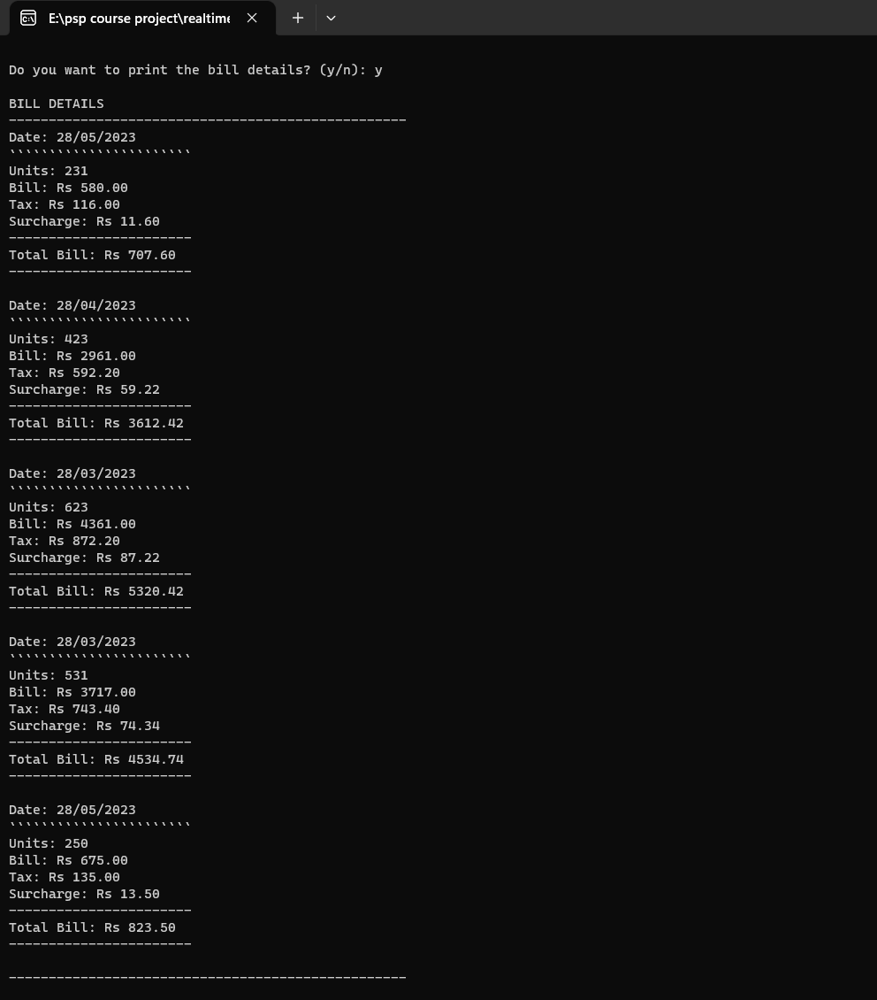 E:\psp course project\realtime
Do you want to print the bill details? (y/n): y
BILL DETAILS
--------------------------------------------------
Date: 28/05/2023
```````````````````````
Units: 231
Bill: Rs 580.00
Tax: Rs 116.00
Surcharge: Rs 11.60
-----------------------
Total Bill: Rs 707.60
-----------------------
Date: 28/04/2023
```````````````````````
Units: 423
Bill: Rs 2961.00
Tax: Rs 592.20
Surcharge: Rs 59.22
-----------------------
Total Bill: Rs 3612.42
-----------------------
Date: 28/03/2023
```````````````````````
Units: 623
Bill: Rs 4361.00
Tax: Rs 872.20
Surcharge: Rs 87.22
-----------------------
Total Bill: Rs 5320.42
-----------------------
Date: 28/03/2023
```````````````````````
Units: 531
Bill: Rs 3717.00
Tax: Rs 743.40
Surcharge: Rs 74.34
-----------------------
Total Bill: Rs 4534.74
-----------------------
Date: 28/05/2023
```````````````````````
Units: 250
Bill: Rs 675.00
Tax: Rs 135.00
Surcharge: Rs 13.50
-----------------------
Total Bill: Rs 823.50
-----------------------
--------------------------------------------------